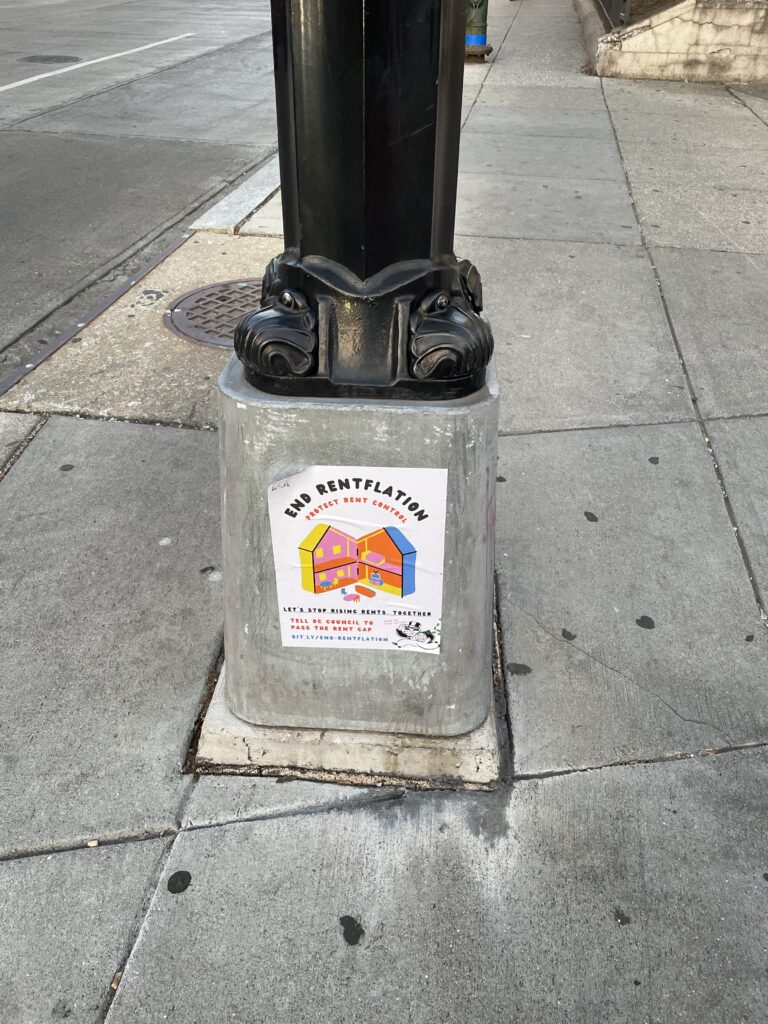 END RENTFLATION
PROTECT RENT CONTROL
LET'S STOP RISING RENTS, TOGETHER
TELL DC COUNCIL TO
PASS THE RENT CAP
BIT.LY/END-RENTFLATION